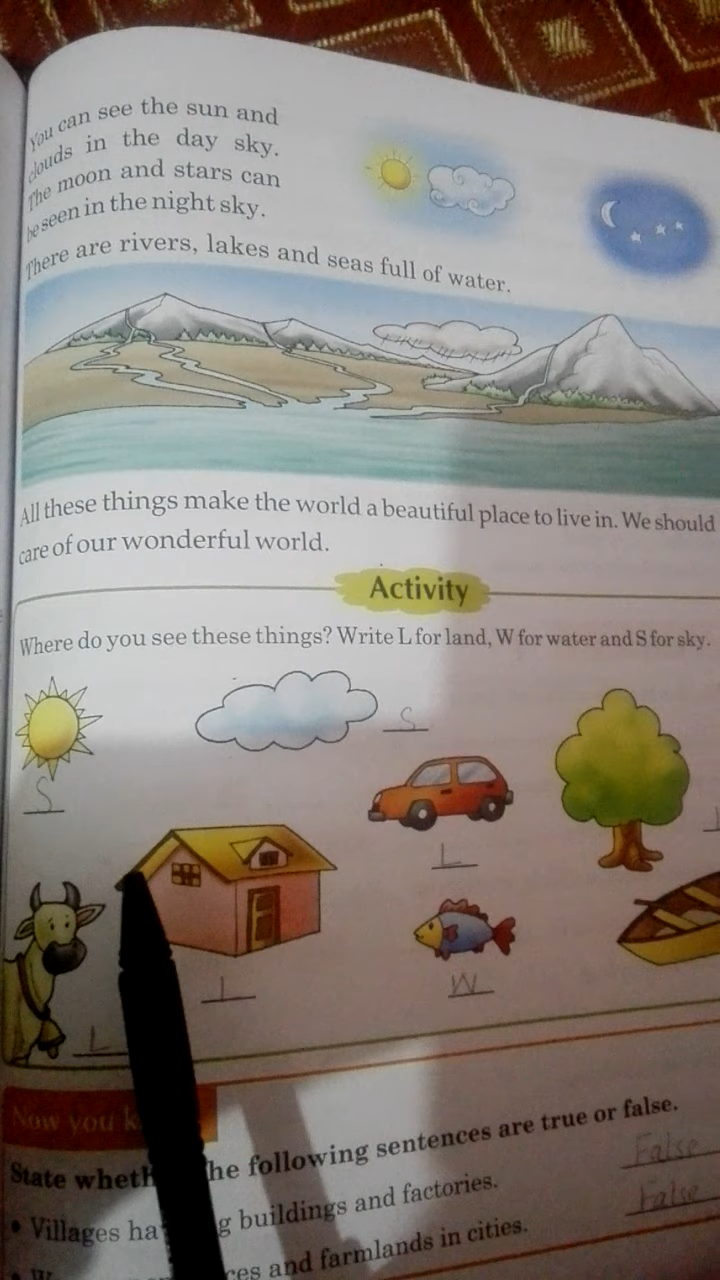 You can see the sun and
clouds in the day sky.
The moon and stars can
be seen in the night sky.
There are rivers, lakes and seas full of water.
All these things make the world a beautiful place to live in. We should
care of our wonderful world.
Activity
Where do you see these things? Write L for land, W for water and S for sky.
S
S
L
L
W
L
Now you k
State wheth he following sentences are true or false.
False
• Villages ha g buildings and factories.
False
ces and farmlands in cities.